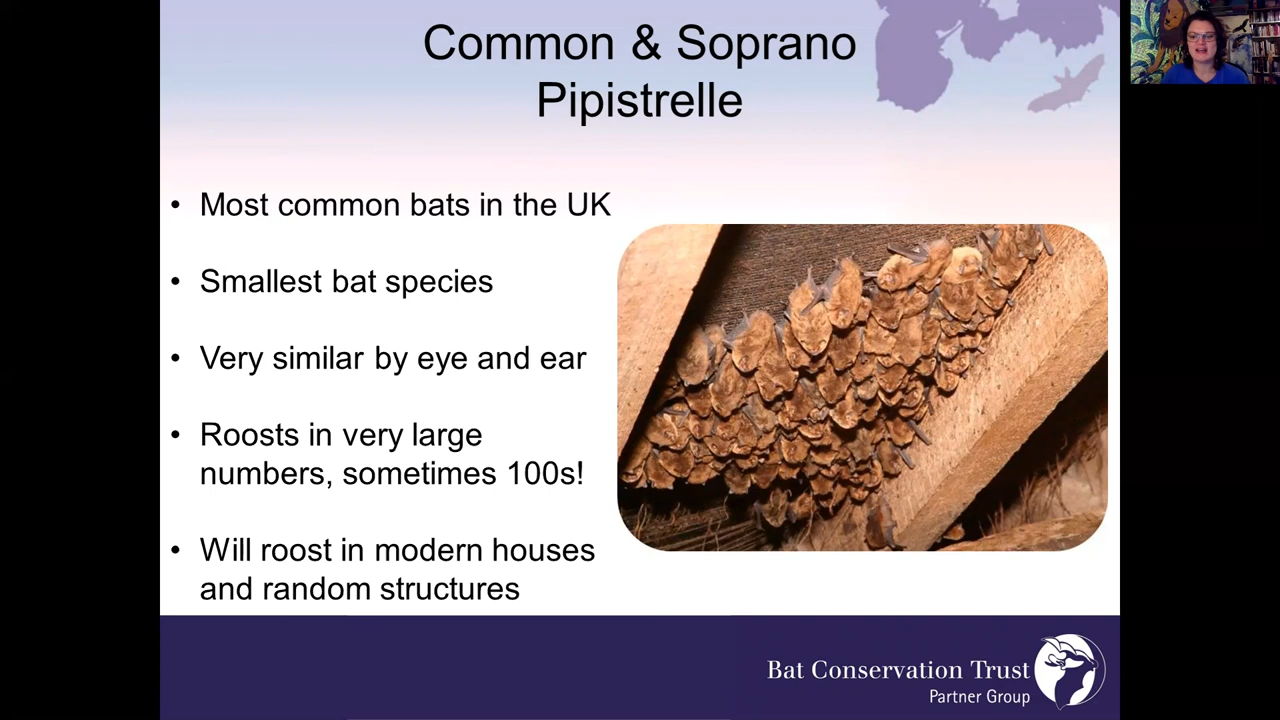 Common & Soprano
Pipistrelle
• Most common bats in the UK
• Smallest bat species
• Very similar by eye and ear
• Roosts in very large
numbers, sometimes 100s!
• Will roost in modern houses
and random structures
Bat Conservation Trust
Partner Group